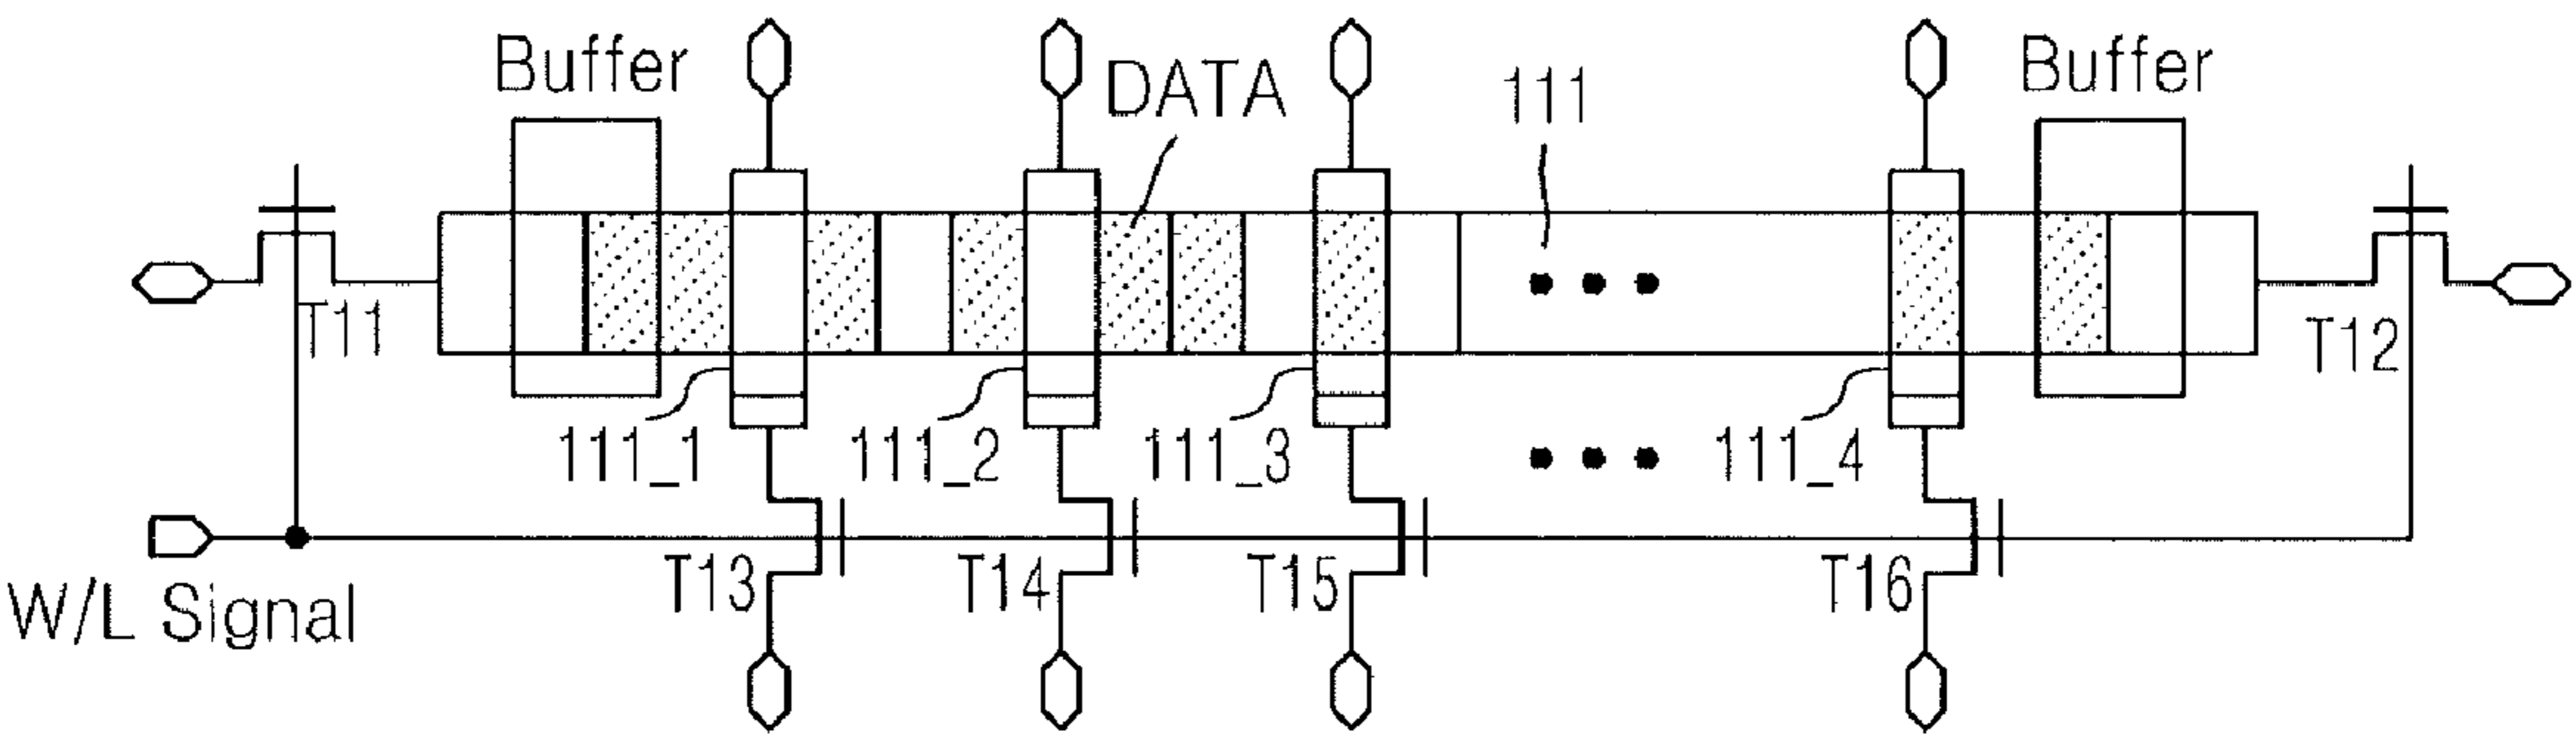 Buffer
DATA
111
Buffer
T11
T12
111_1
111_2
111_3
111_4
T13
T14
T15
T16
W/L Signal